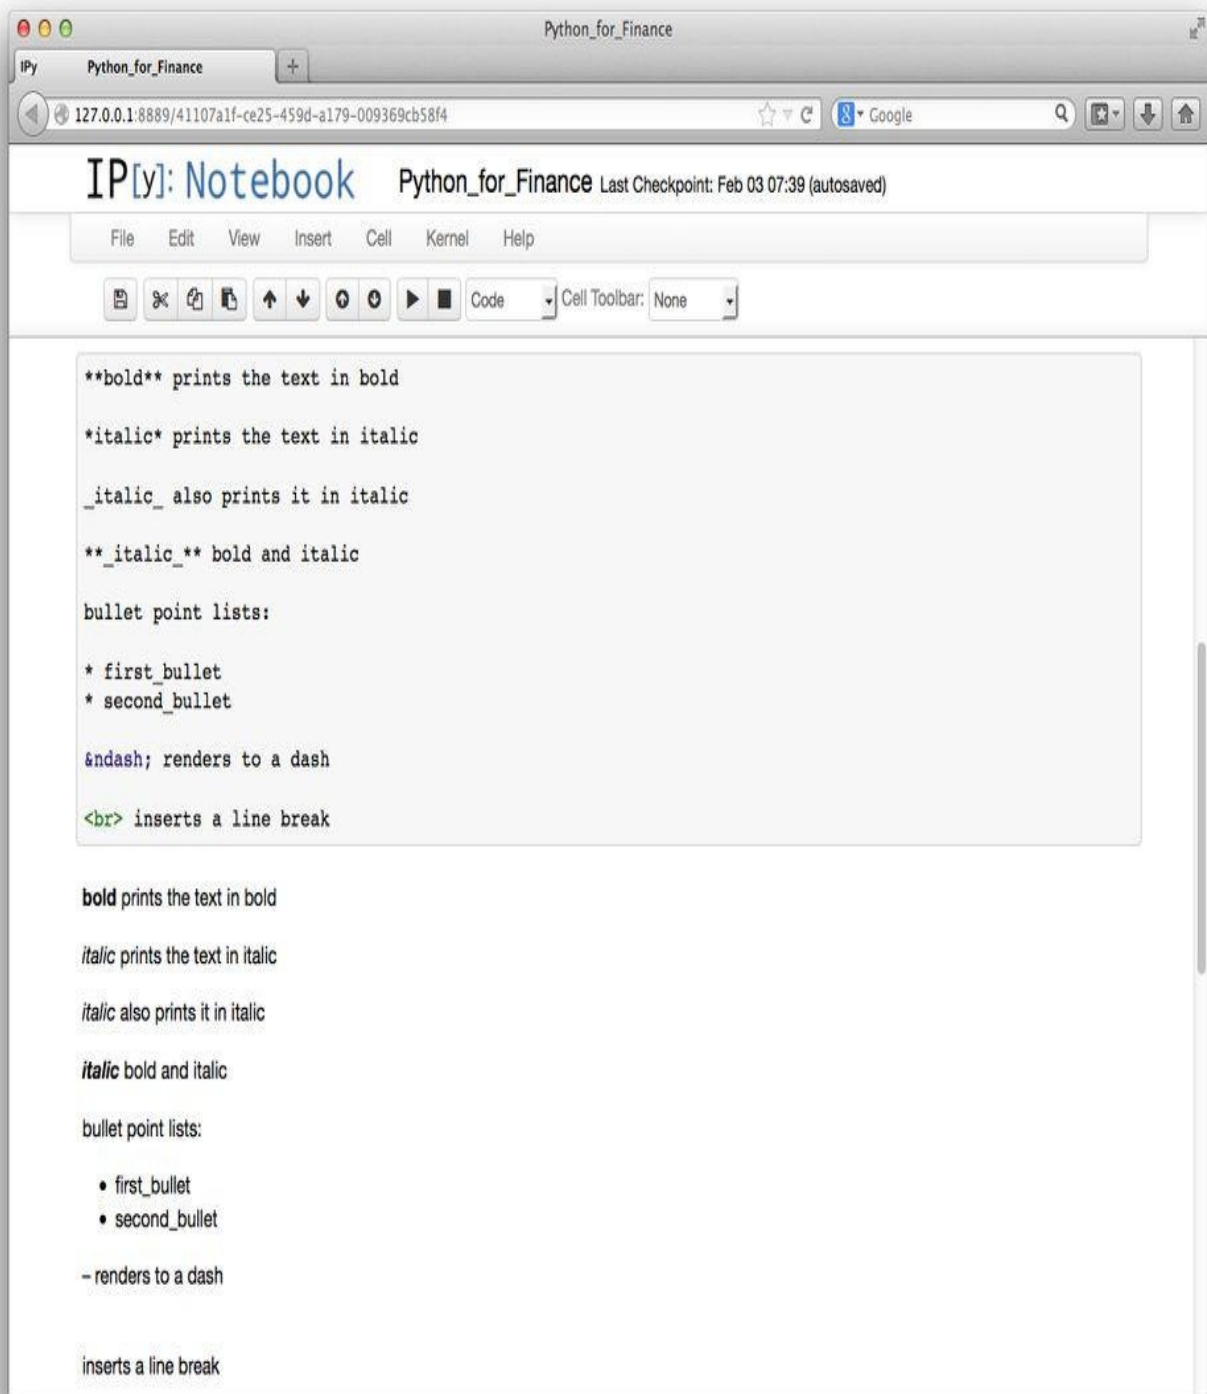 Python_for_Finance
IPy Python_for_Finance +
127.0.0.1:8889/41107a1f-ce25-459d-a179-009369cb58f4 8 Google
IP[y]: Notebook Python_for_Finance Last Checkpoint: Feb 03 07:39 (autosaved)
File Edit View Insert Cell Kernel Help
Code Cell Toolbar: None
**bold** prints the text in bold
*italic* prints the text in italic
_italic_ also prints it in italic
**_italic_** bold and italic
bullet point lists:
* first_bullet
* second_bullet
&ndash; renders to a dash
<br> inserts a line break
bold prints the text in bold
italic prints the text in italic
italic also prints it in italic
italic bold and italic
bullet point lists:
• first_bullet
• second_bullet
– renders to a dash
inserts a line break